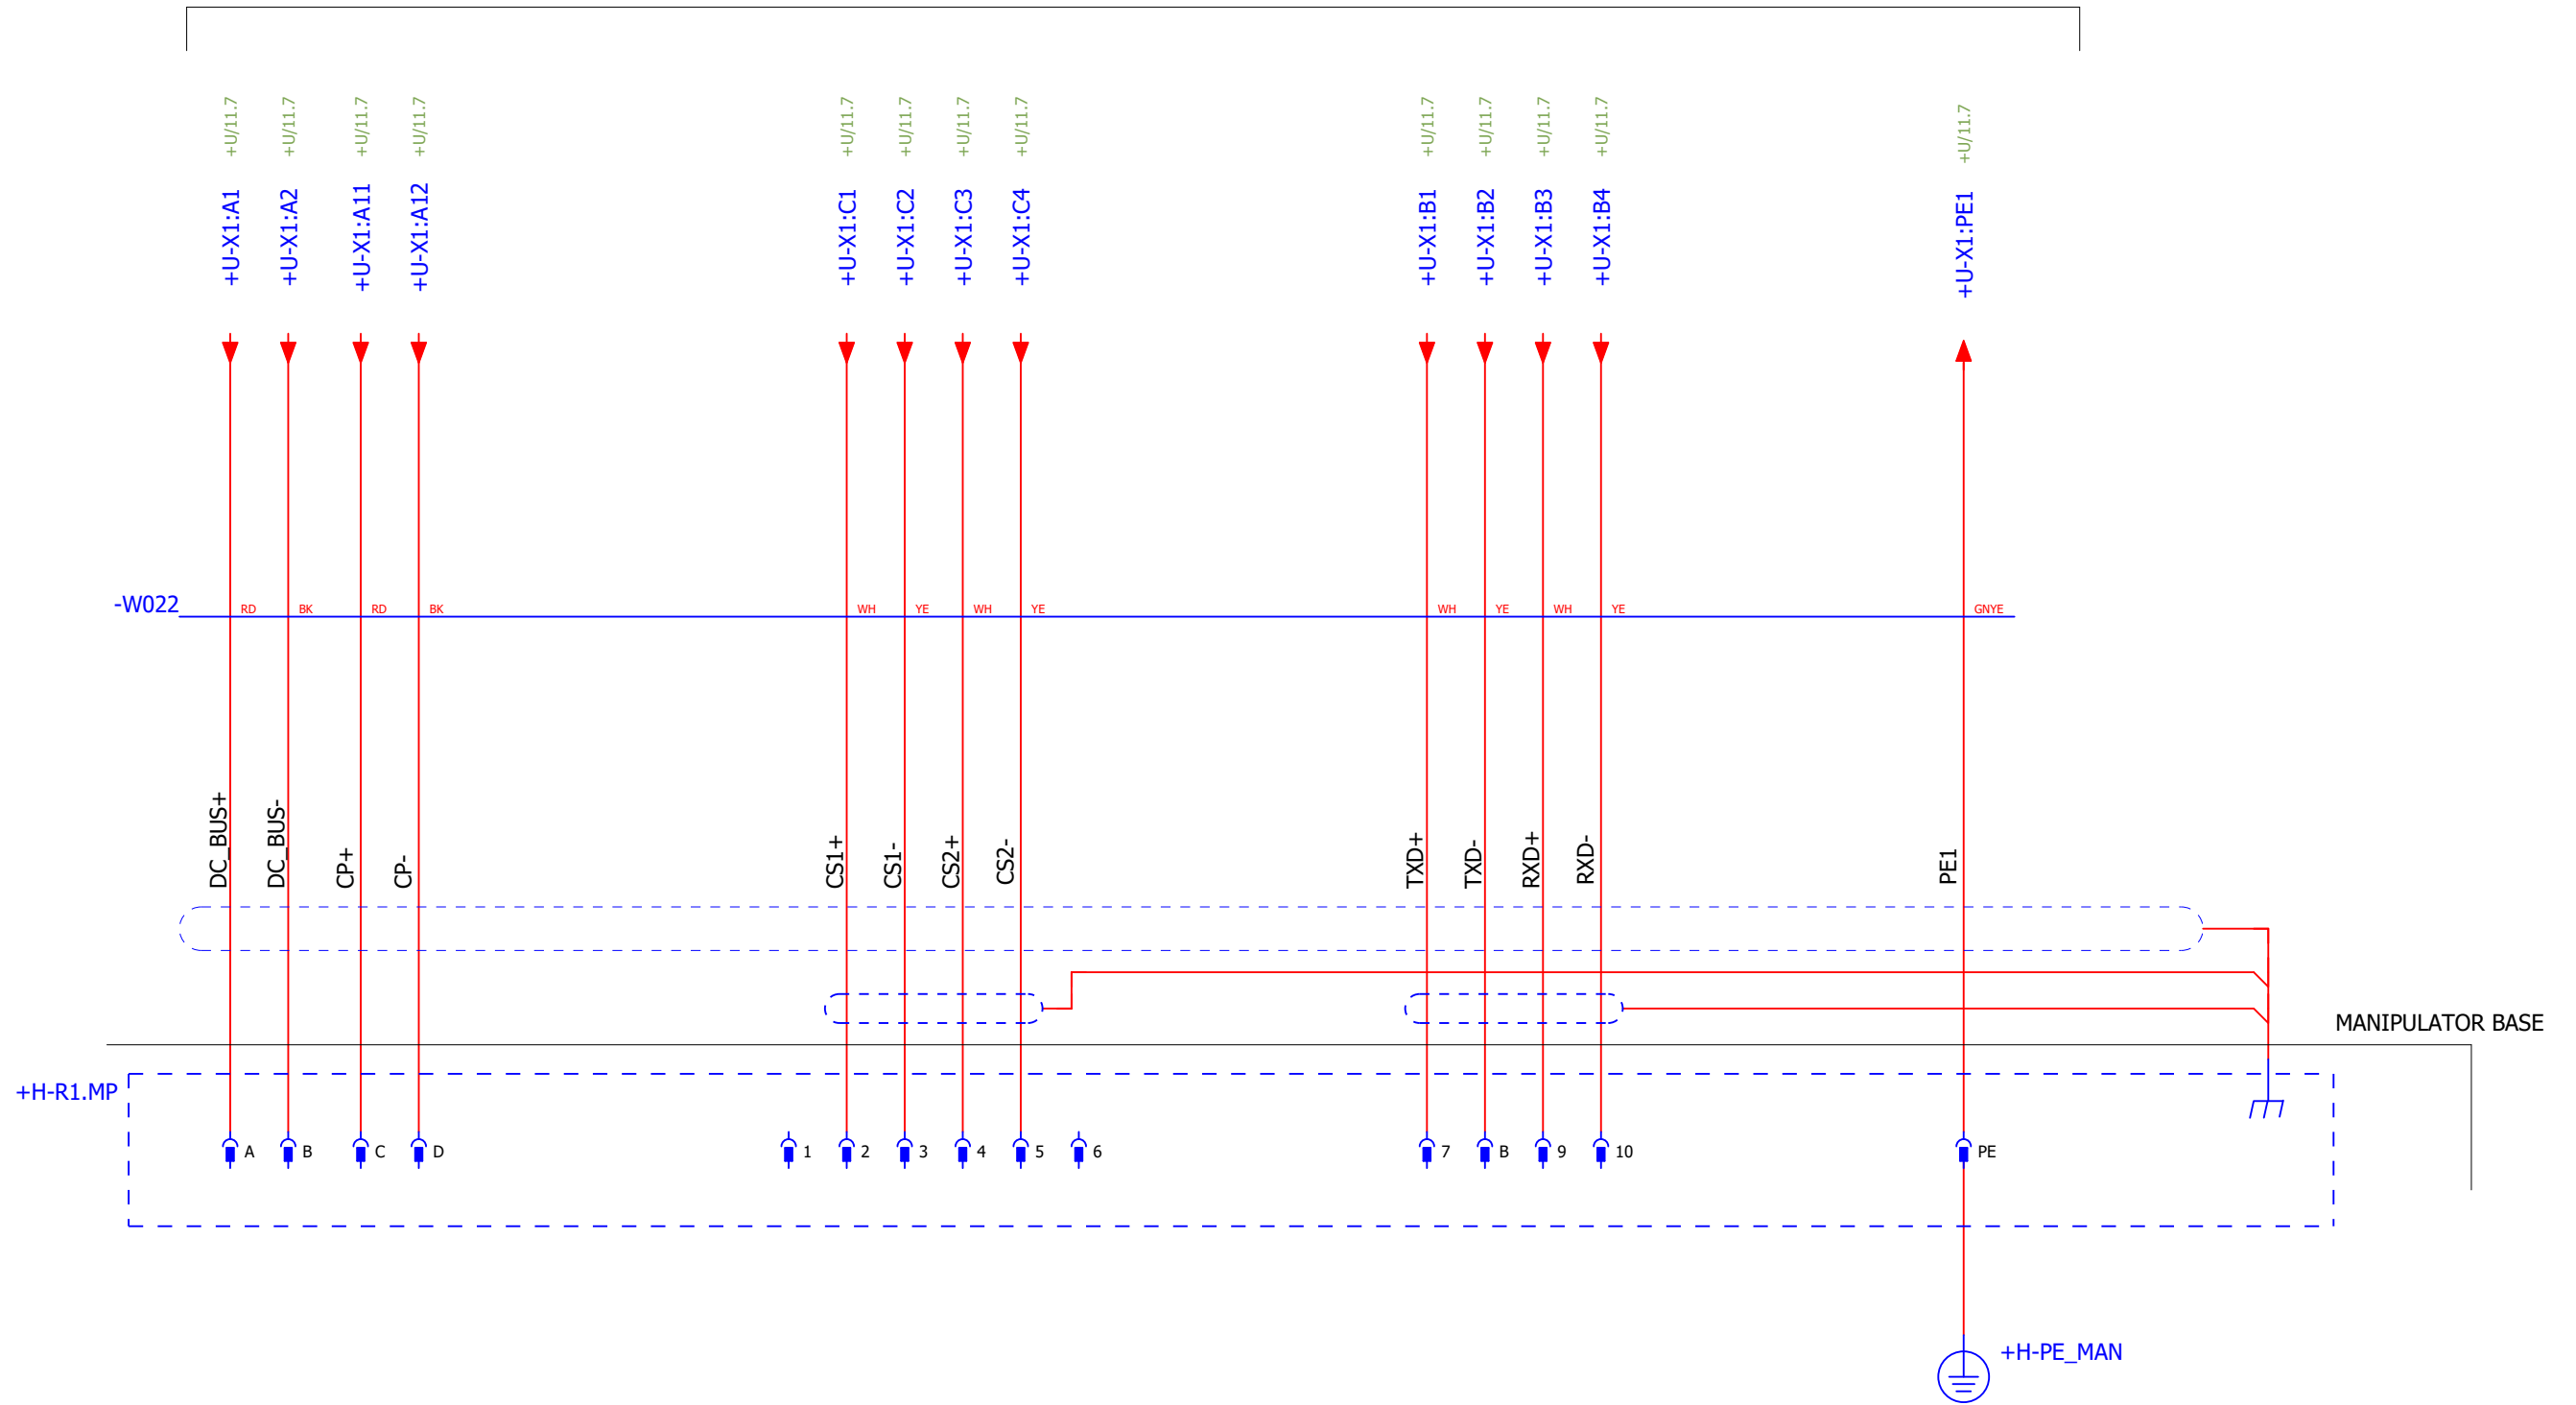 +U/11.7
+U/11.7
+U/11.7
+U/11.7
+U/11.7
+U/11.7
+U/11.7
+U/11.7
+U/11.7
+U/11.7
+U/11.7
+U/11.7
+U/11.7
+U-X1:A1
+U-X1:A2
+U-X1:A11
+U-X1:A12
+U-X1:C1
+U-X1:C2
+U-X1:C3
+U-X1:C4
+U-X1:B1
+U-X1:B2
+U-X1:B3
+U-X1:B4
+U-X1:PE1
-W022
RD
BK
RD
BK
WH
YE
WH
YE
WH
YE
WH
YE
GNYE
DC_BUS+
DC_BUS-
CP+
CP-
CS1+
CS1-
CS2+
CS2-
TXD+
TXD-
RXD+
RXD-
PE1
MANIPULATOR BASE
+H-R1.MP
A
B
C
D
1
2
3
4
5
6
7
B
9
10
PE
+H-PE_MAN